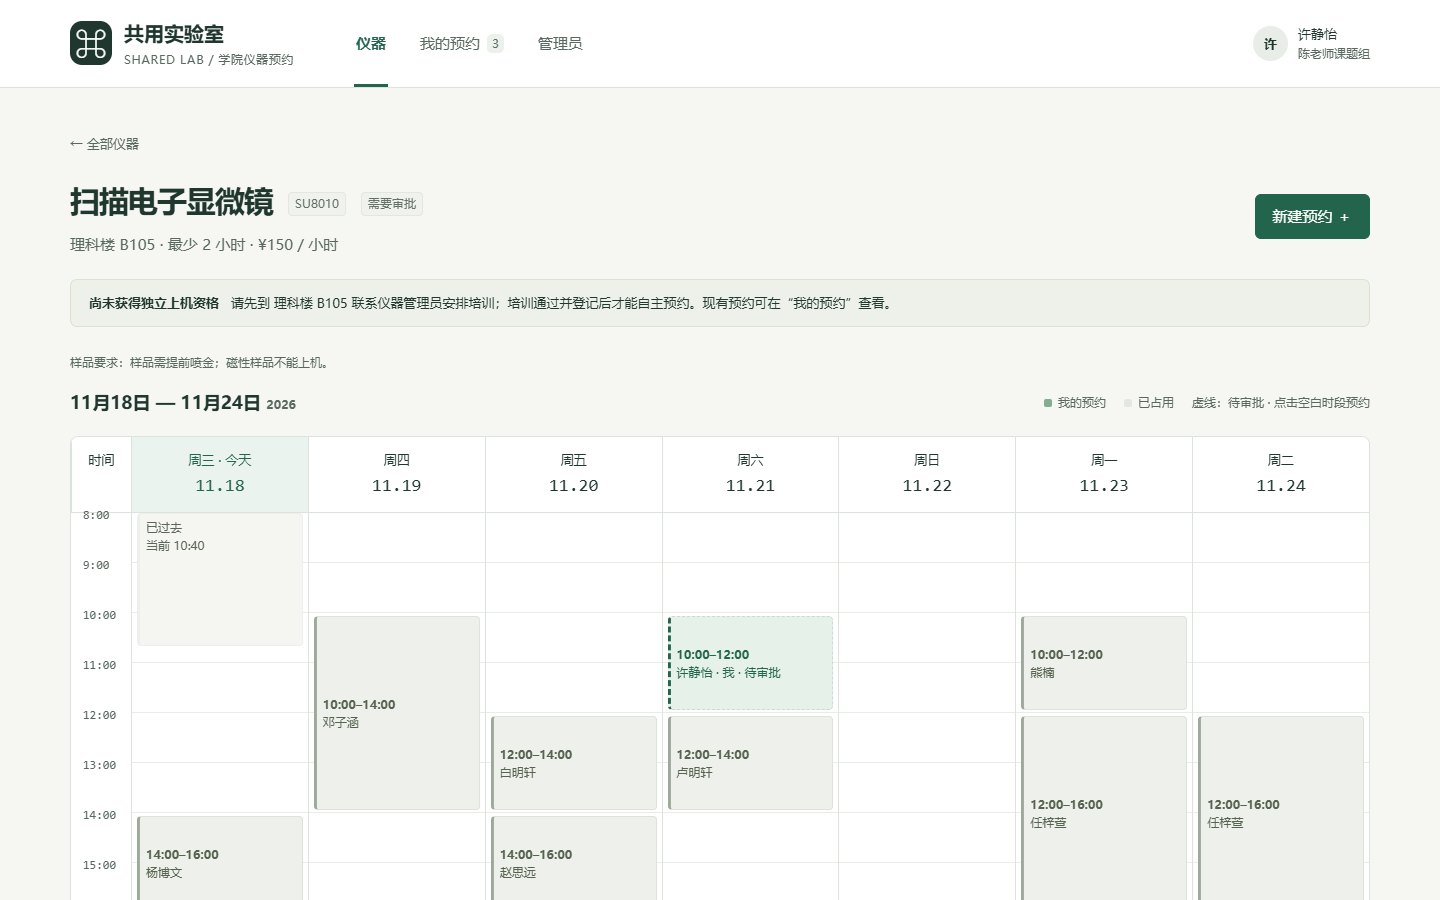 共用实验室
SHARED LAB / 学院仪器预约
仪器
我的预约 3
管理员
许
许静怡
陈老师课题组
← 全部仪器
扫描电子显微镜 SU8010 需要审批
新建预约 +
理科楼 B105 · 最少 2 小时 · ¥150 / 小时
尚未获得独立上机资格 请先到 理科楼 B105 联系仪器管理员安排培训；培训通过并登记后才能自主预约。现有预约可在“我的预约”查看。
样品要求：样品需提前喷金；磁性样品不能上机。
11月18日 — 11月24日 2026
我的预约 已占用 虚线：待审批 · 点击空白时段预约
时间 周三 · 今天 周四 周五 周六 周日 周一 周二
11.18 11.19 11.20 11.21 11.22 11.23 11.24
8:00
已过去
当前 10:40
9:00
10:00
11:00
12:00
13:00
14:00
15:00
14:00–16:00
杨博文
10:00–14:00
邓子涵
12:00–14:00
白明轩
14:00–16:00
赵思远
10:00–12:00
许静怡 · 我 · 待审批
12:00–14:00
卢明轩
10:00–12:00
熊楠
12:00–16:00
任梓萱
12:00–16:00
任梓萱